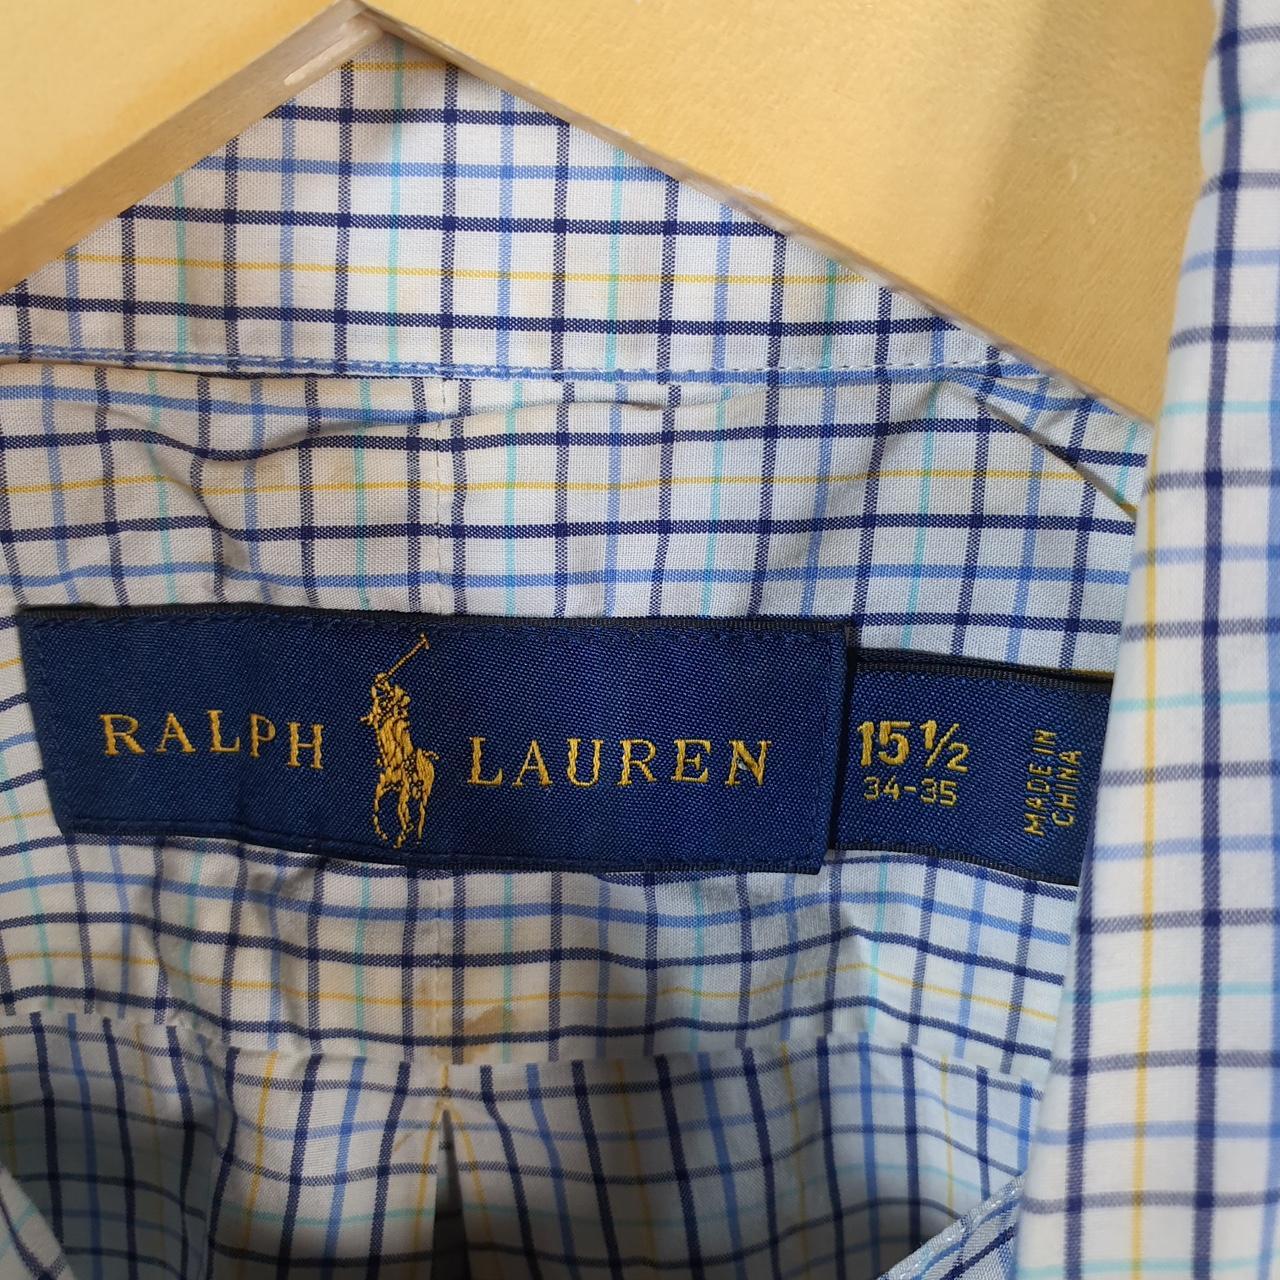 RALPH LAUREN
15½
34-35
MADE IN
CHINA